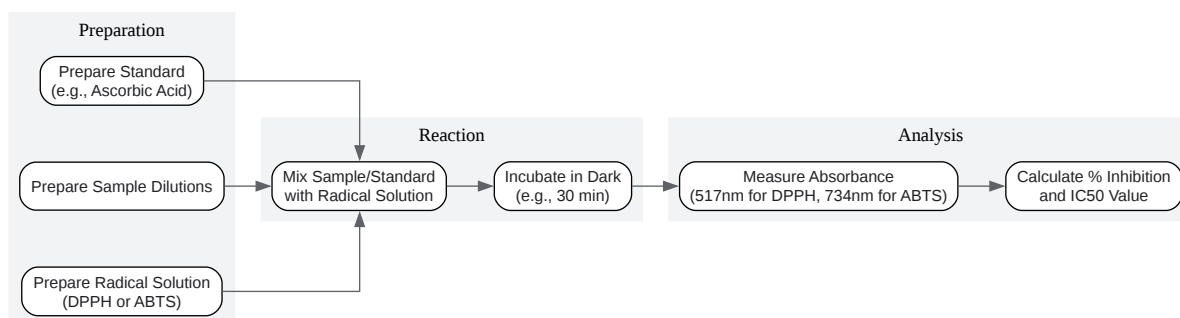 Preparation
Prepare Standard
(e.g., Ascorbic Acid)
Prepare Sample Dilutions
Prepare Radical Solution
(DPPH or ABTS)
Reaction
Mix Sample/Standard
with Radical Solution
Incubate in Dark
(e.g., 30 min)
Analysis
Measure Absorbance
(517nm for DPPH, 734nm for ABTS)
Calculate % Inhibition
and IC50 Value